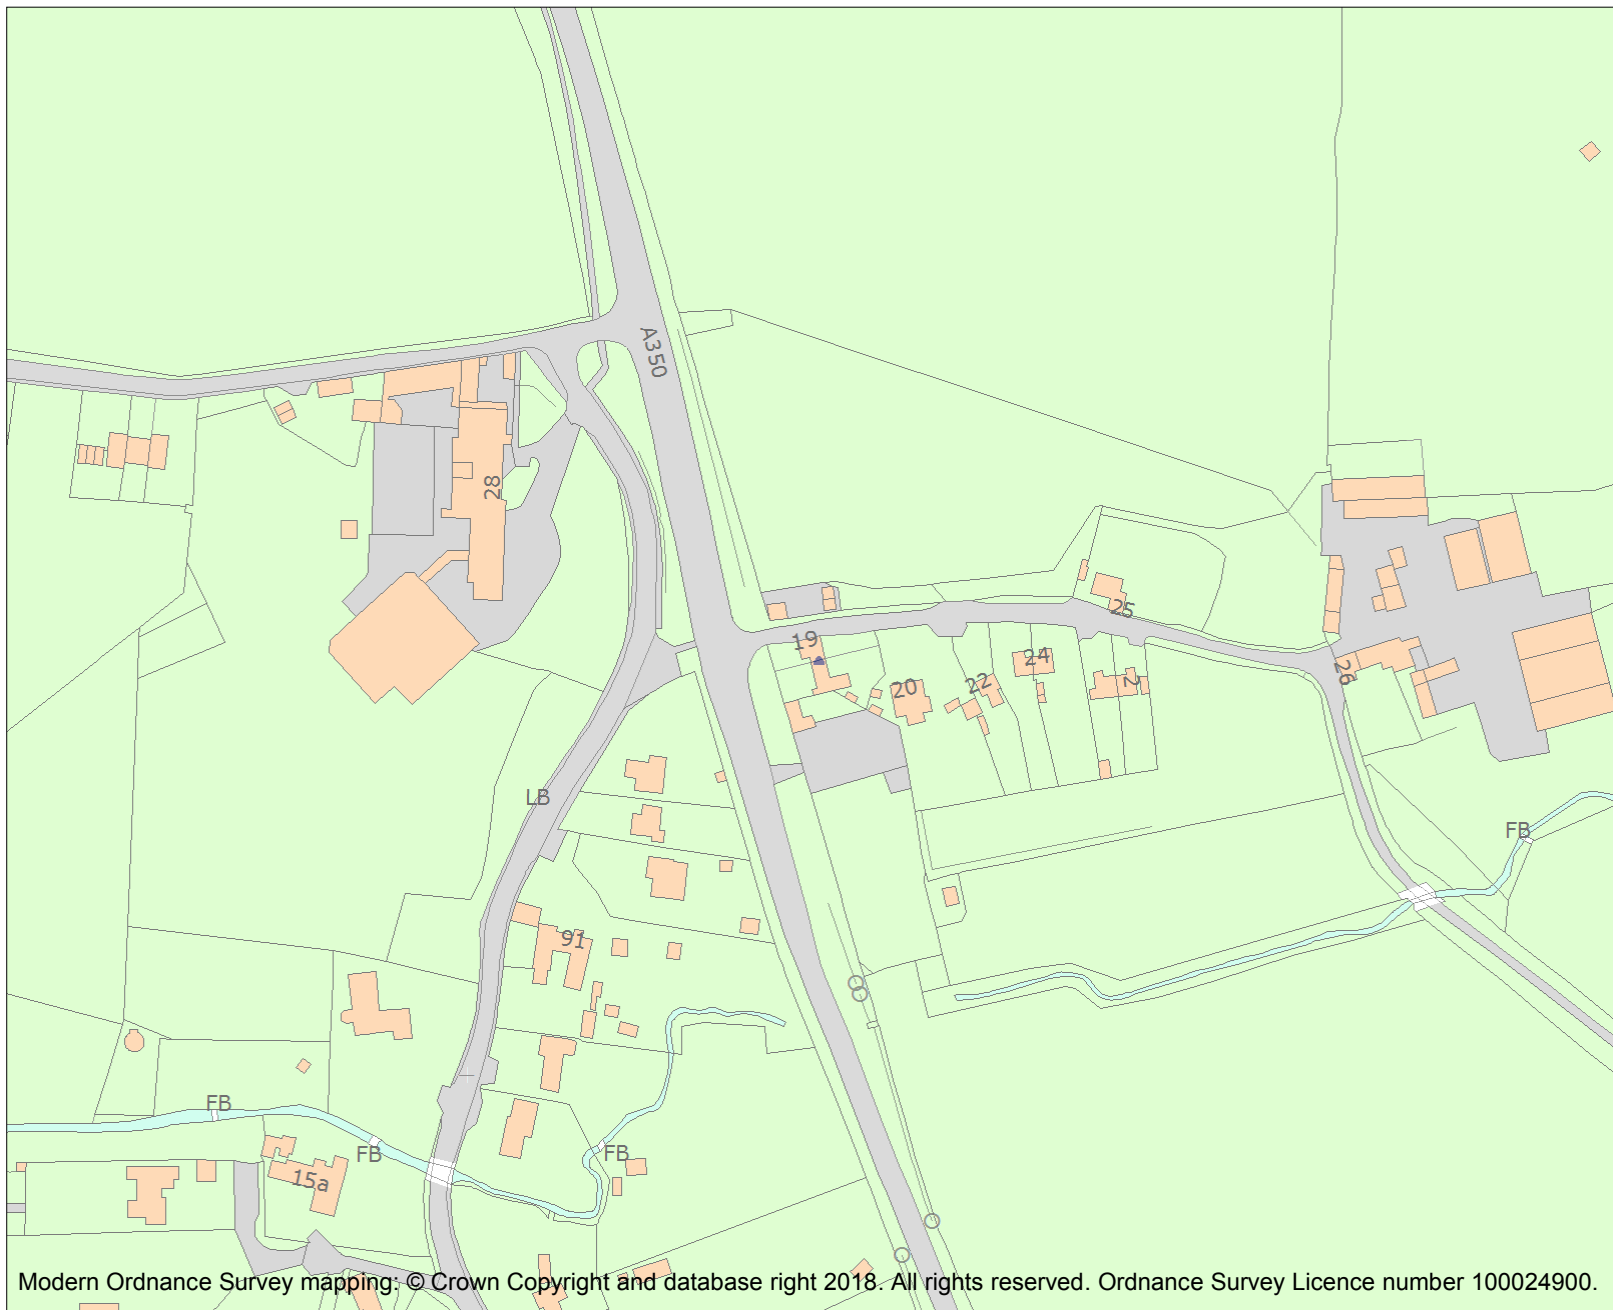 A350
28
19
25
24
20
22
2
26
LB
FB
91
FB
FB
FB
15a
Modern Ordnance Survey mapping: © Crown Copyright and database right 2018. All rights reserved. Ordnance Survey Licence number 100024900.